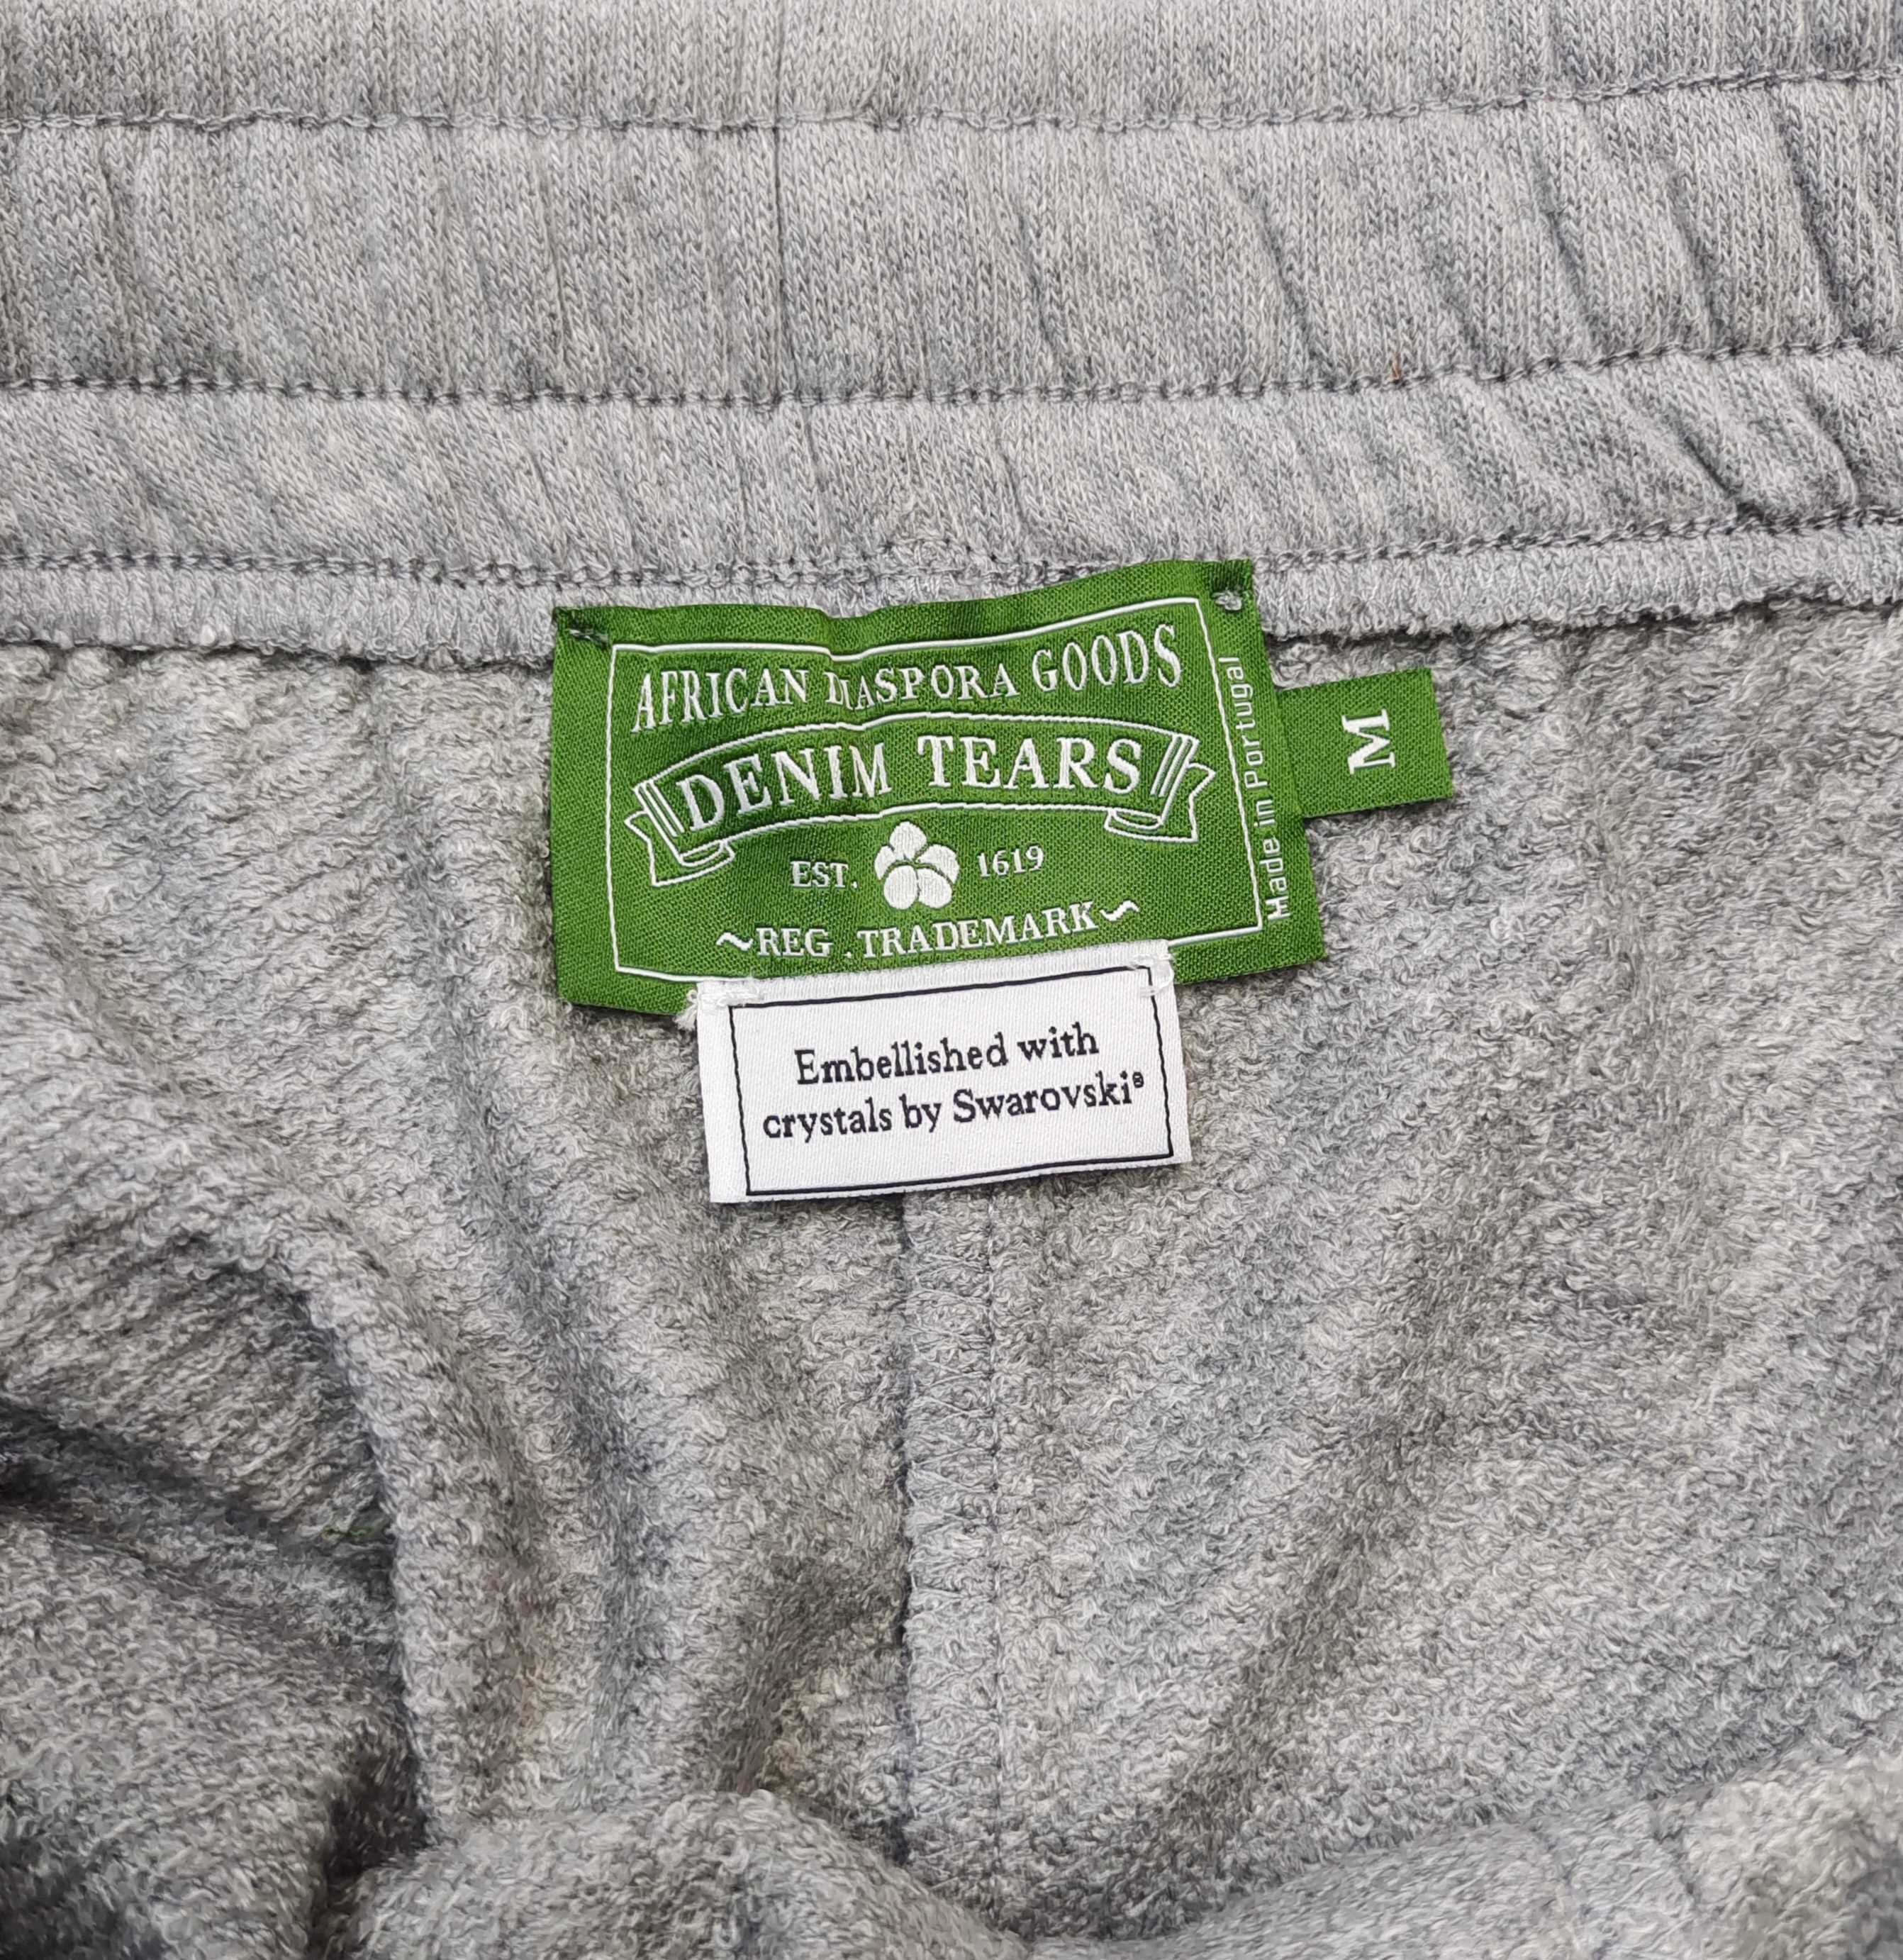 AFRICAN DIASPORA GOODS
DENIM TEARS
EST. 1619
~REG .TRADEMARK~
Made in Portugal
M
Embellished with
crystals by Swarovski®